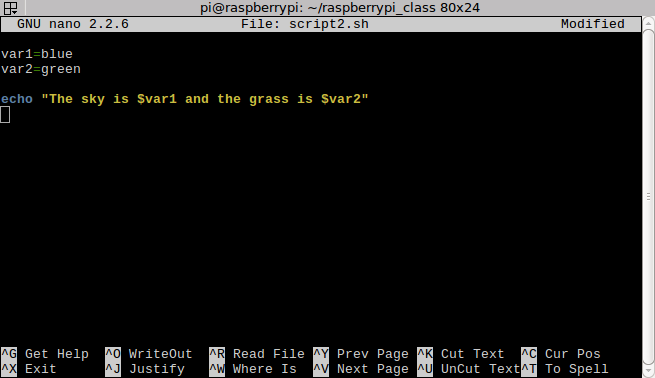 pi@raspberrypi: ~/raspberrypi_class 80x24
GNU nano 2.2.6 File: script2.sh Modified
var1=blue
var2=green
echo "The sky is $var1 and the grass is $var2"
^G Get Help ^O WriteOut ^R Read File ^Y Prev Page ^K Cut Text ^C Cur Pos
^X Exit ^J Justify ^W Where Is ^V Next Page ^U UnCut Text ^T To Spell